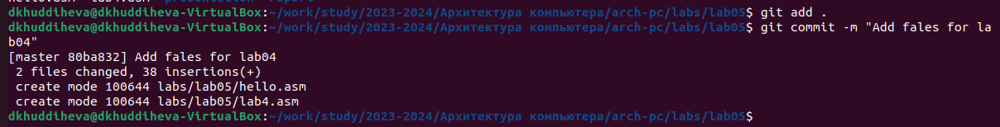 dkhuddiheva@dkhuddiheva-VirtualBox:~/work/study/2023-2024/Архитектура компьютера/arch-pc/labs/lab05$ git add .
dkhuddiheva@dkhuddiheva-VirtualBox:~/work/study/2023-2024/Архитектура компьютера/arch-pc/labs/lab05$ git commit -m "Add fales for la
b04"
[master 80ba832] Add fales for lab04
 2 files changed, 38 insertions(+)
 create mode 100644 labs/lab05/hello.asm
 create mode 100644 labs/lab05/lab4.asm
dkhuddiheva@dkhuddiheva-VirtualBox:~/work/study/2023-2024/Архитектура компьютера/arch-pc/labs/lab05$